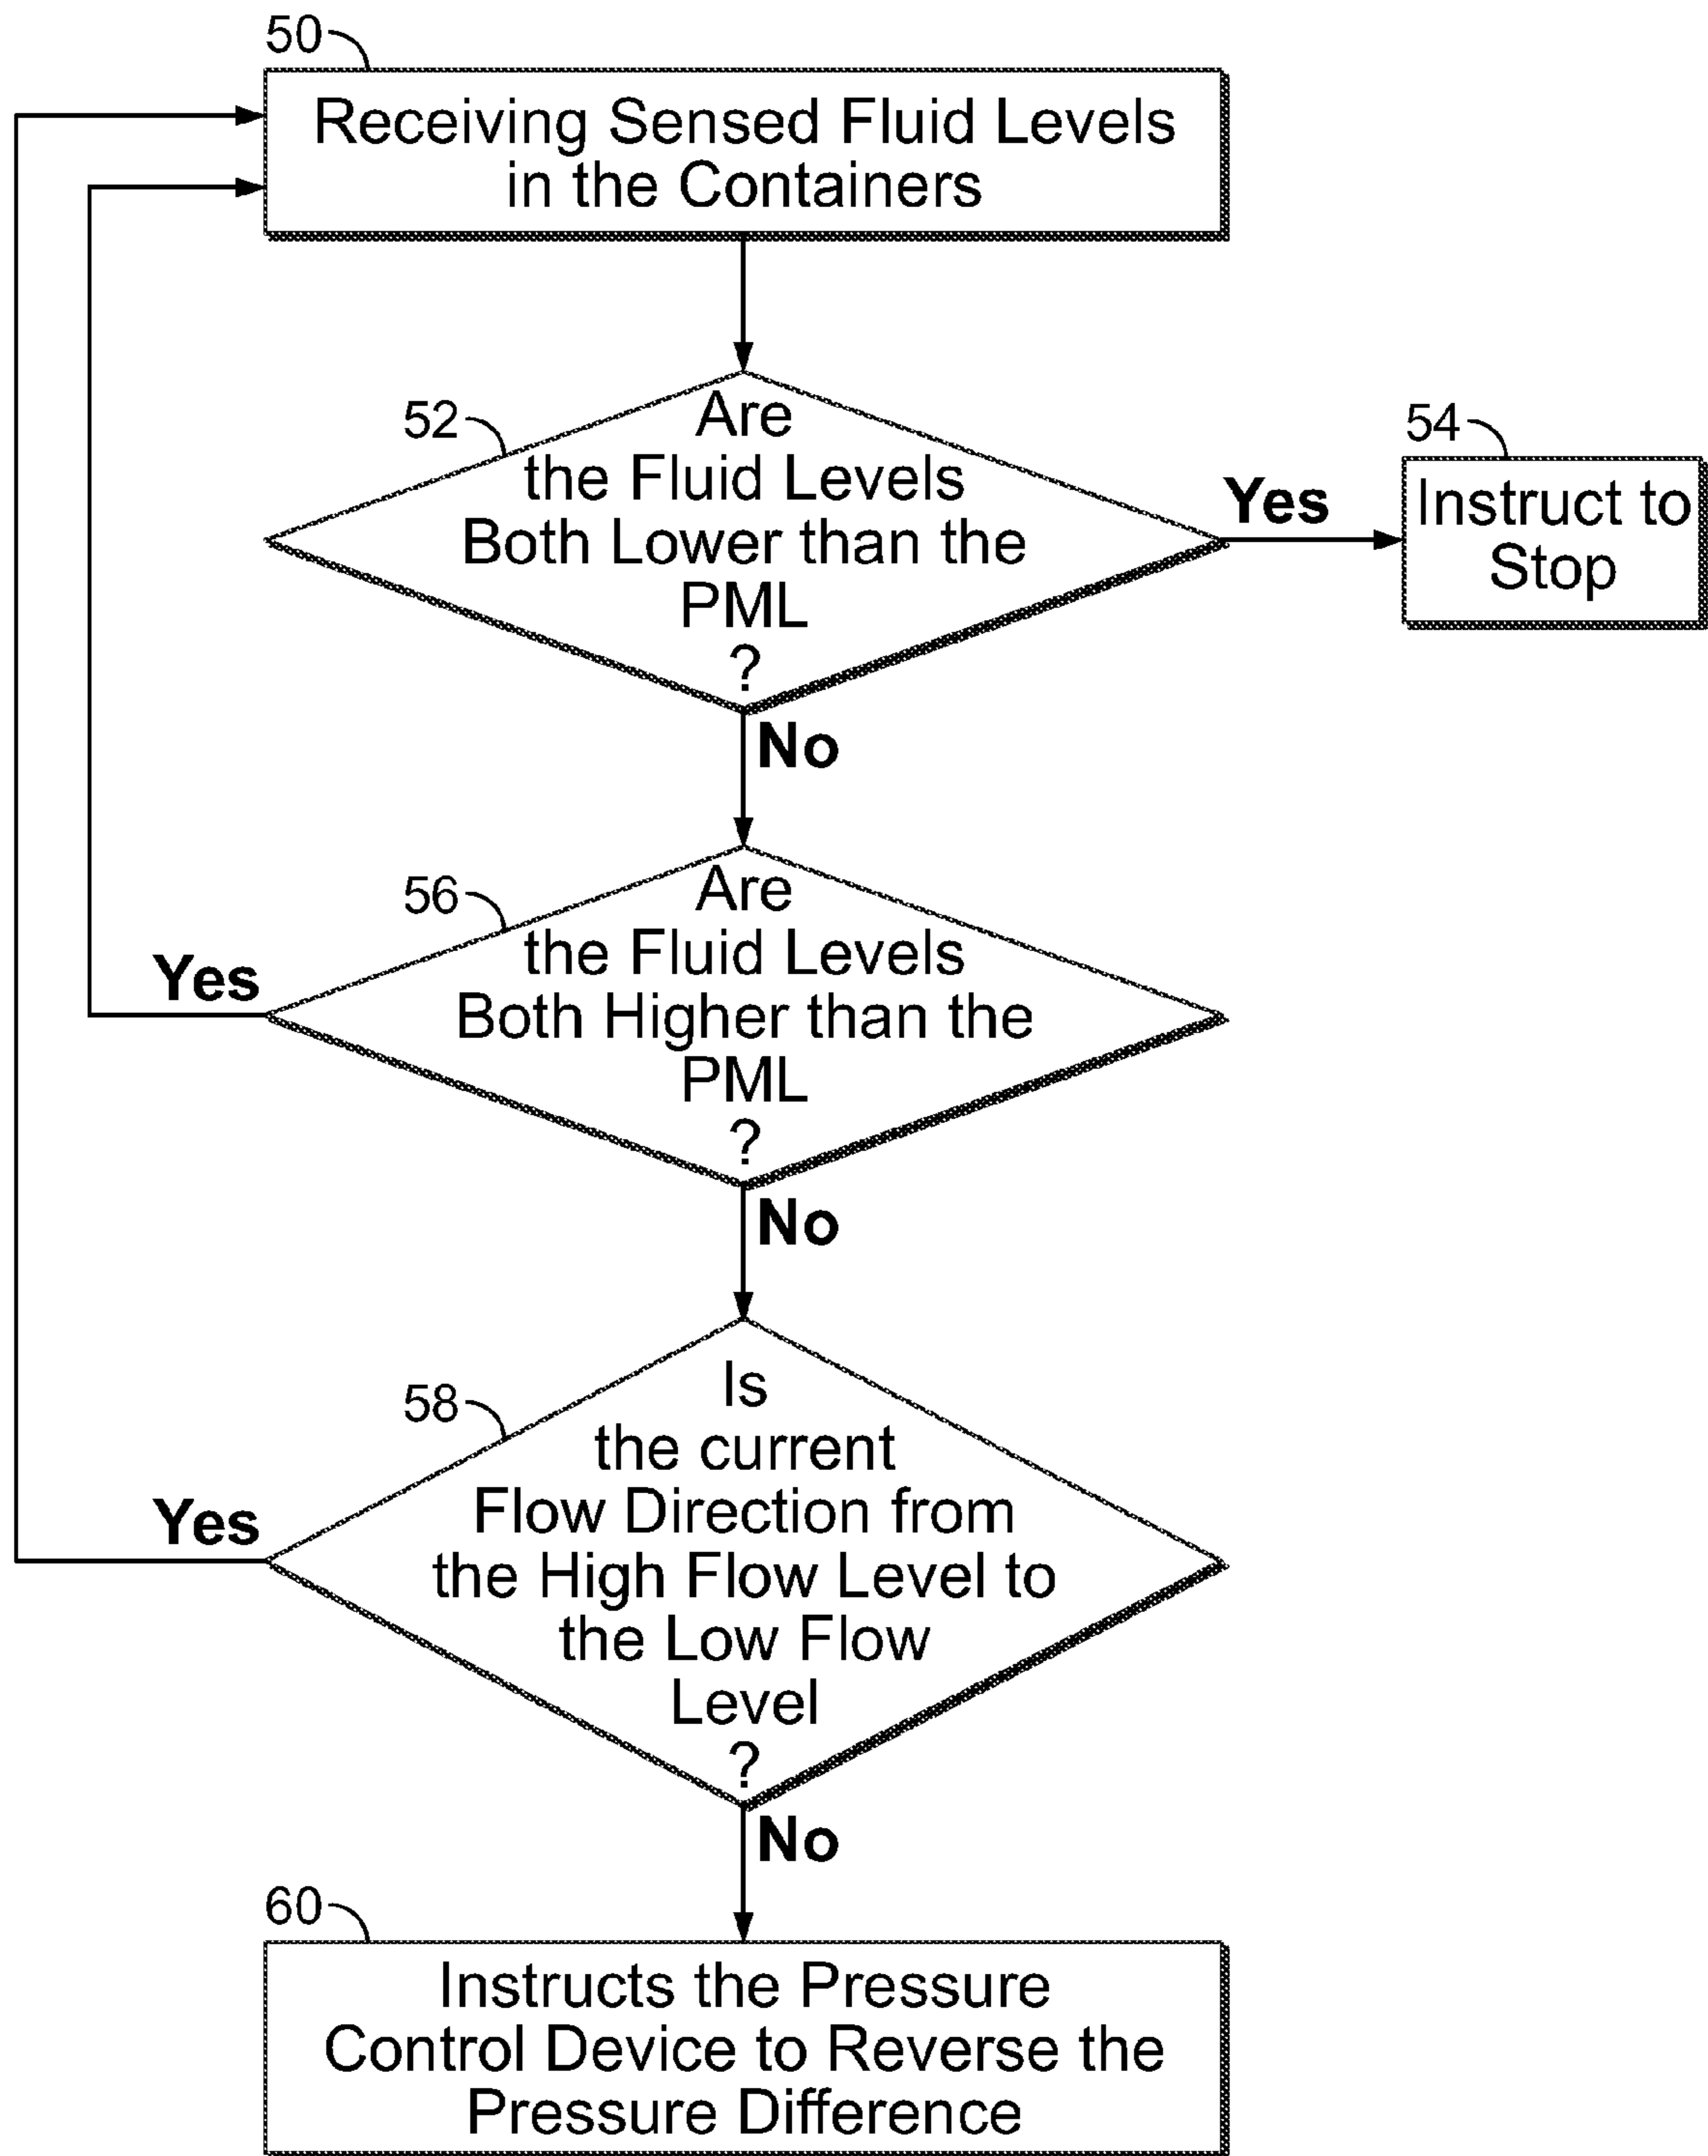 50
Receiving Sensed Fluid Levels
in the Containers
52
Are
the Fluid Levels
Both Lower than the
PML
?
Yes
54
Instruct to
Stop
No
56
Are
the Fluid Levels
Both Higher than the
PML
?
Yes
No
58
Is
the current
Flow Direction from
the High Flow Level to
the Low Flow
Level
?
Yes
No
60
Instructs the Pressure
Control Device to Reverse the
Pressure Difference